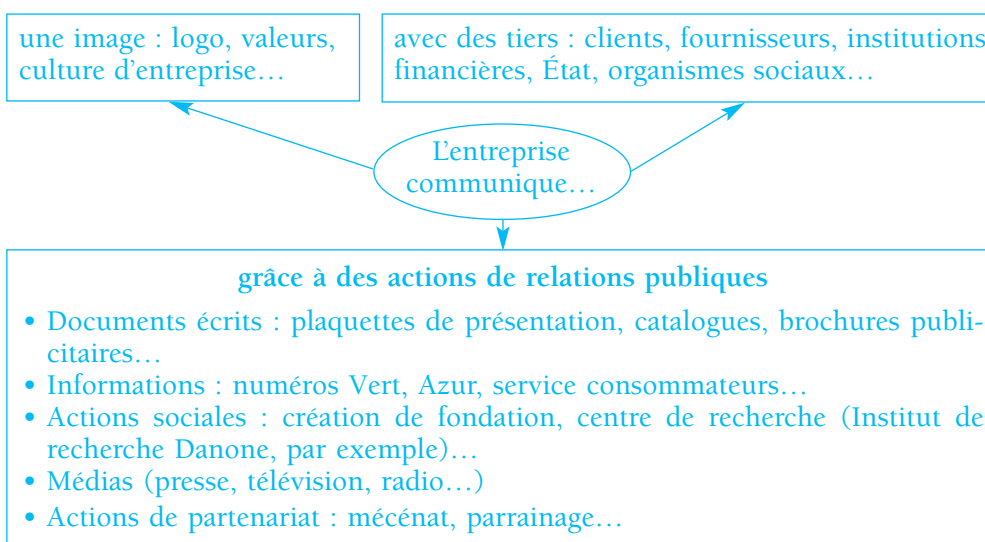 une image : logo, valeurs,
culture d'entreprise…
avec des tiers : clients, fournisseurs, institutions
financières, État, organismes sociaux…
L'entreprise
communique…
grâce à des actions de relations publiques
• Documents écrits : plaquettes de présentation, catalogues, brochures publi-
citaires…
• Informations : numéros Vert, Azur, service consommateurs…
• Actions sociales : création de fondation, centre de recherche (Institut de
recherche Danone, par exemple)…
• Médias (presse, télévision, radio…)
• Actions de partenariat : mécénat, parrainage…